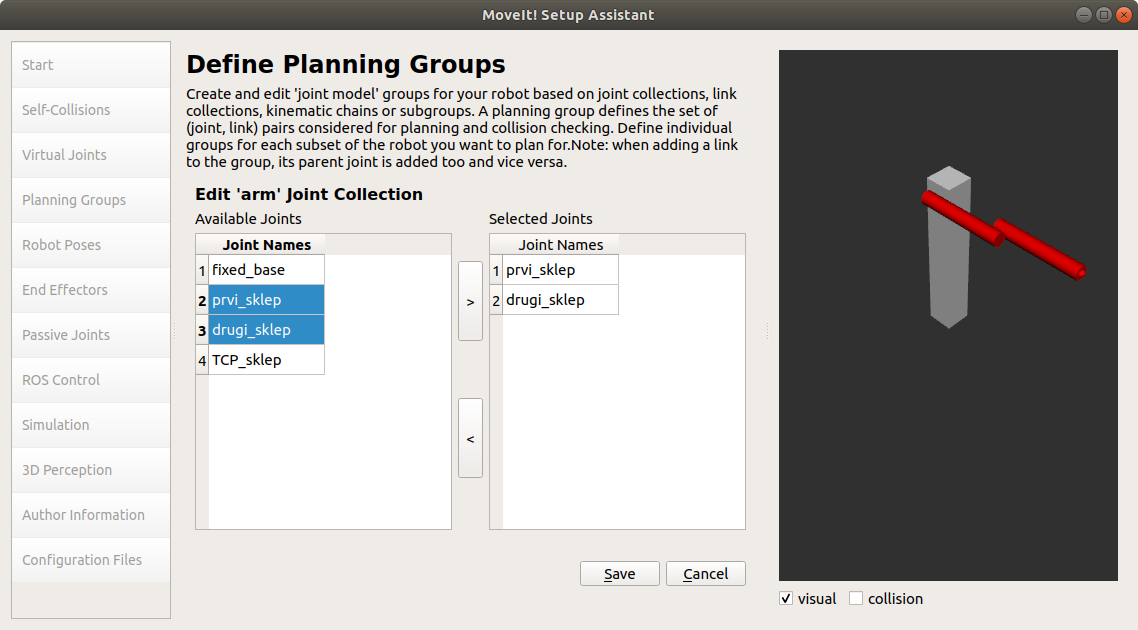 MoveIt! Setup Assistant
Start
Self-Collisions
Virtual Joints
Planning Groups
Robot Poses
End Effectors
Passive Joints
ROS Control
Simulation
3D Perception
Author Information
Configuration Files
Define Planning Groups
Create and edit 'joint model' groups for your robot based on joint collections, link
collections, kinematic chains or subgroups. A planning group defines the set of
(joint, link) pairs considered for planning and collision checking. Define individual
groups for each subset of the robot you want to plan for.Note: when adding a link
to the group, its parent joint is added too and vice versa.
Edit 'arm' Joint Collection
Available Joints
Joint Names
1 fixed_base
2 prvi_sklep
3 drugi_sklep
4 TCP_sklep
>
<
Selected Joints
Joint Names
1 prvi_sklep
2 drugi_sklep
Save Cancel
visual collision